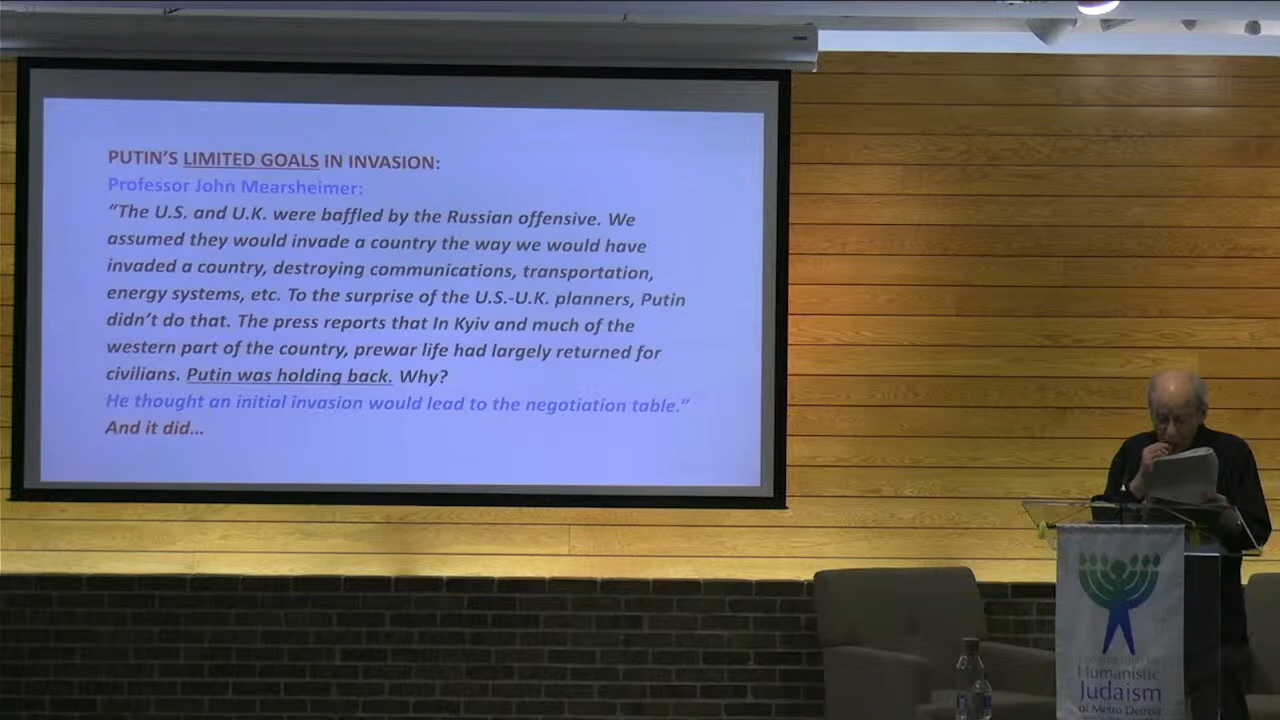 PUTIN'S LIMITED GOALS IN INVASION:
Professor John Mearsheimer:
“The U.S. and U.K. were baffled by the Russian offensive. We
assumed they would invade a country the way we would have
invaded a country, destroying communications, transportation,
energy systems, etc. To the surprise of the U.S.-U.K. planners, Putin
didn’t do that. The press reports that In Kyiv and much of the
western part of the country, prewar life had largely returned for
civilians. Putin was holding back. Why?
He thought an initial invasion would lead to the negotiation table.”
And it did...
Humanistic
Judaism
of Metro Detroit